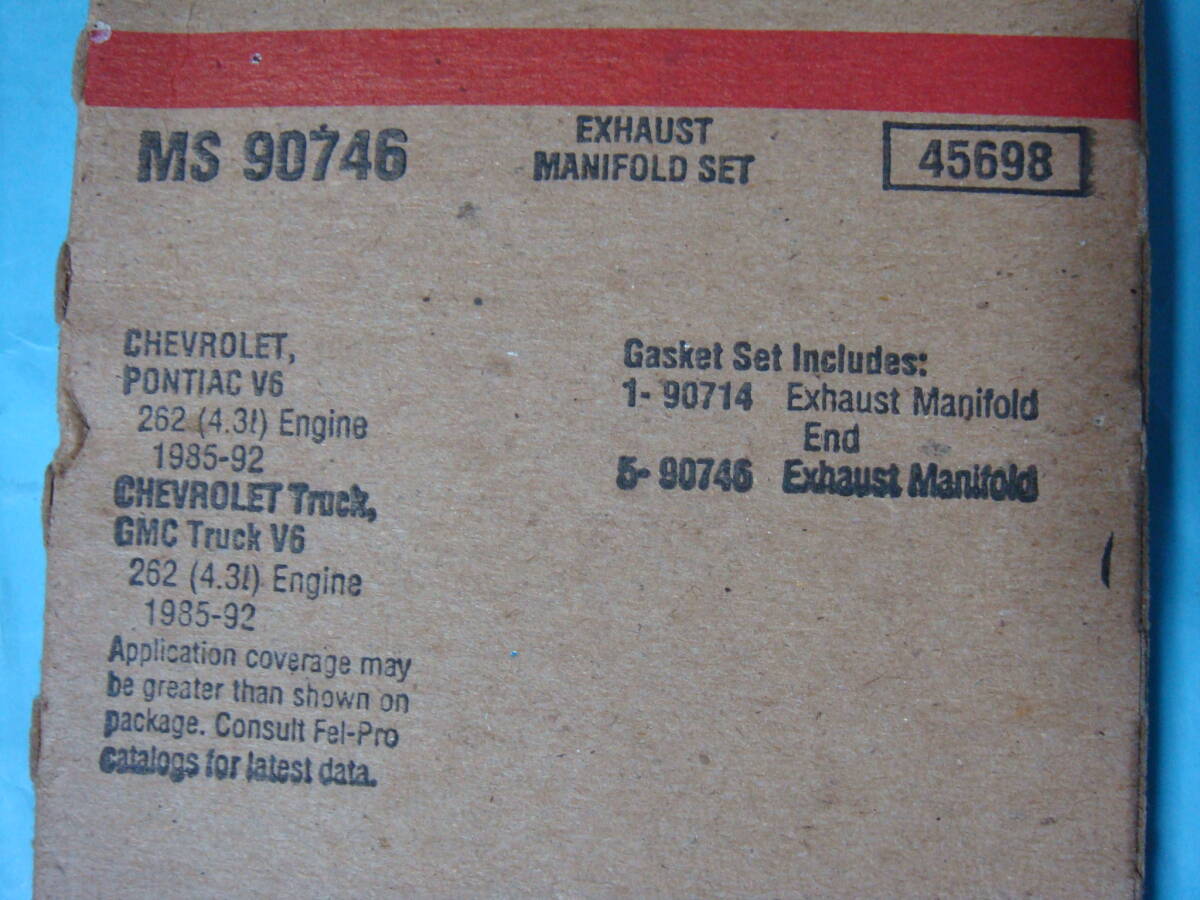 MS 90746
EXHAUST
MANIFOLD SET
45698
CHEVROLET,
PONTIAC V6
262 (4.3l) Engine
1985-92
CHEVROLET Truck,
GMC Truck V6
262 (4.3l) Engine
1985-92
Application coverage may
be greater than shown on
package. Consult Fel-Pro
catalogs for latest data.
Gasket Set Includes:
1- 90714 Exhaust Manifold
End
5- 90746 Exhaust Manifold